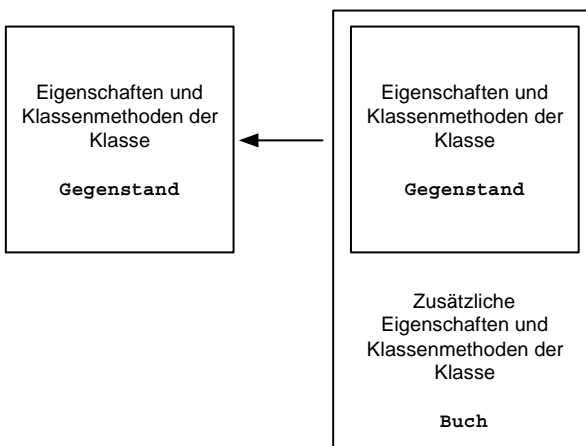 Eigenschaften und
Klassenmethoden der
Klasse
Gegenstand
Eigenschaften und
Klassenmethoden der
Klasse
Gegenstand
Zusätzliche
Eigenschaften und
Klassenmethoden der
Klasse
Buch